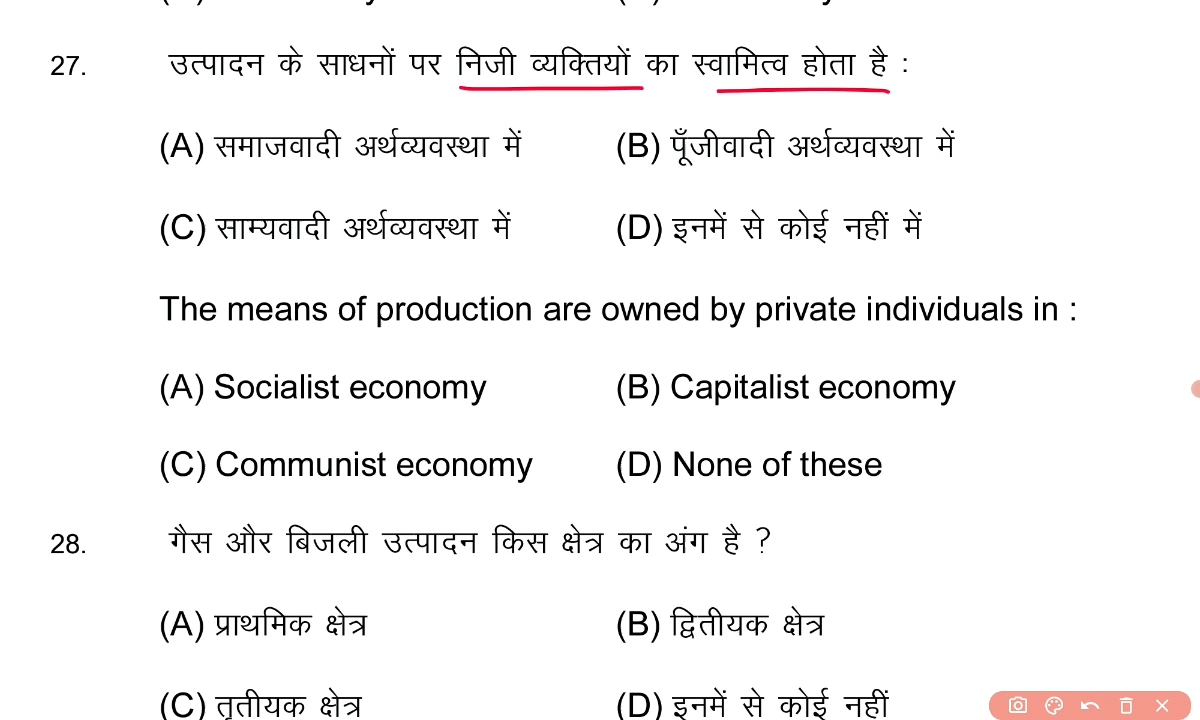 27. उत्पादन के साधनों पर निजी व्यक्तियों का स्वामित्व होता है :
(A) समाजवादी अर्थव्यवस्था में (B) पूँजीवादी अर्थव्यवस्था में
(C) साम्यवादी अर्थव्यवस्था में (D) इनमें से कोई नहीं में
The means of production are owned by private individuals in :
(A) Socialist economy (B) Capitalist economy
(C) Communist economy (D) None of these
28. गैस और बिजली उत्पादन किस क्षेत्र का अंग है ?
(A) प्राथमिक क्षेत्र (B) द्वितीयक क्षेत्र
(C) तृतीयक क्षेत्र (D) इनमें से कोई नहीं